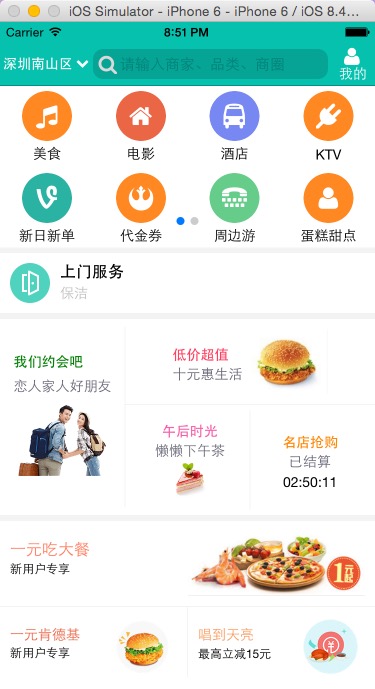 iOS Simulator - iPhone 6 - iPhone 6 / iOS 8.4...
Carrier 8:51 PM
深圳南山区 请输入商家、品类、商圈 我的
美食 电影 酒店 KTV
新日新单 代金券 周边游 蛋糕甜点
上门服务
保洁
我们约会吧
恋人家人好朋友
低价超值
十元惠生活
午后时光
懒懒下午茶
名店抢购
已结算
02:50:11
一元吃大餐
新用户专享
1元起
一元肯德基
新用户专享
唱到天亮
最高立减15元